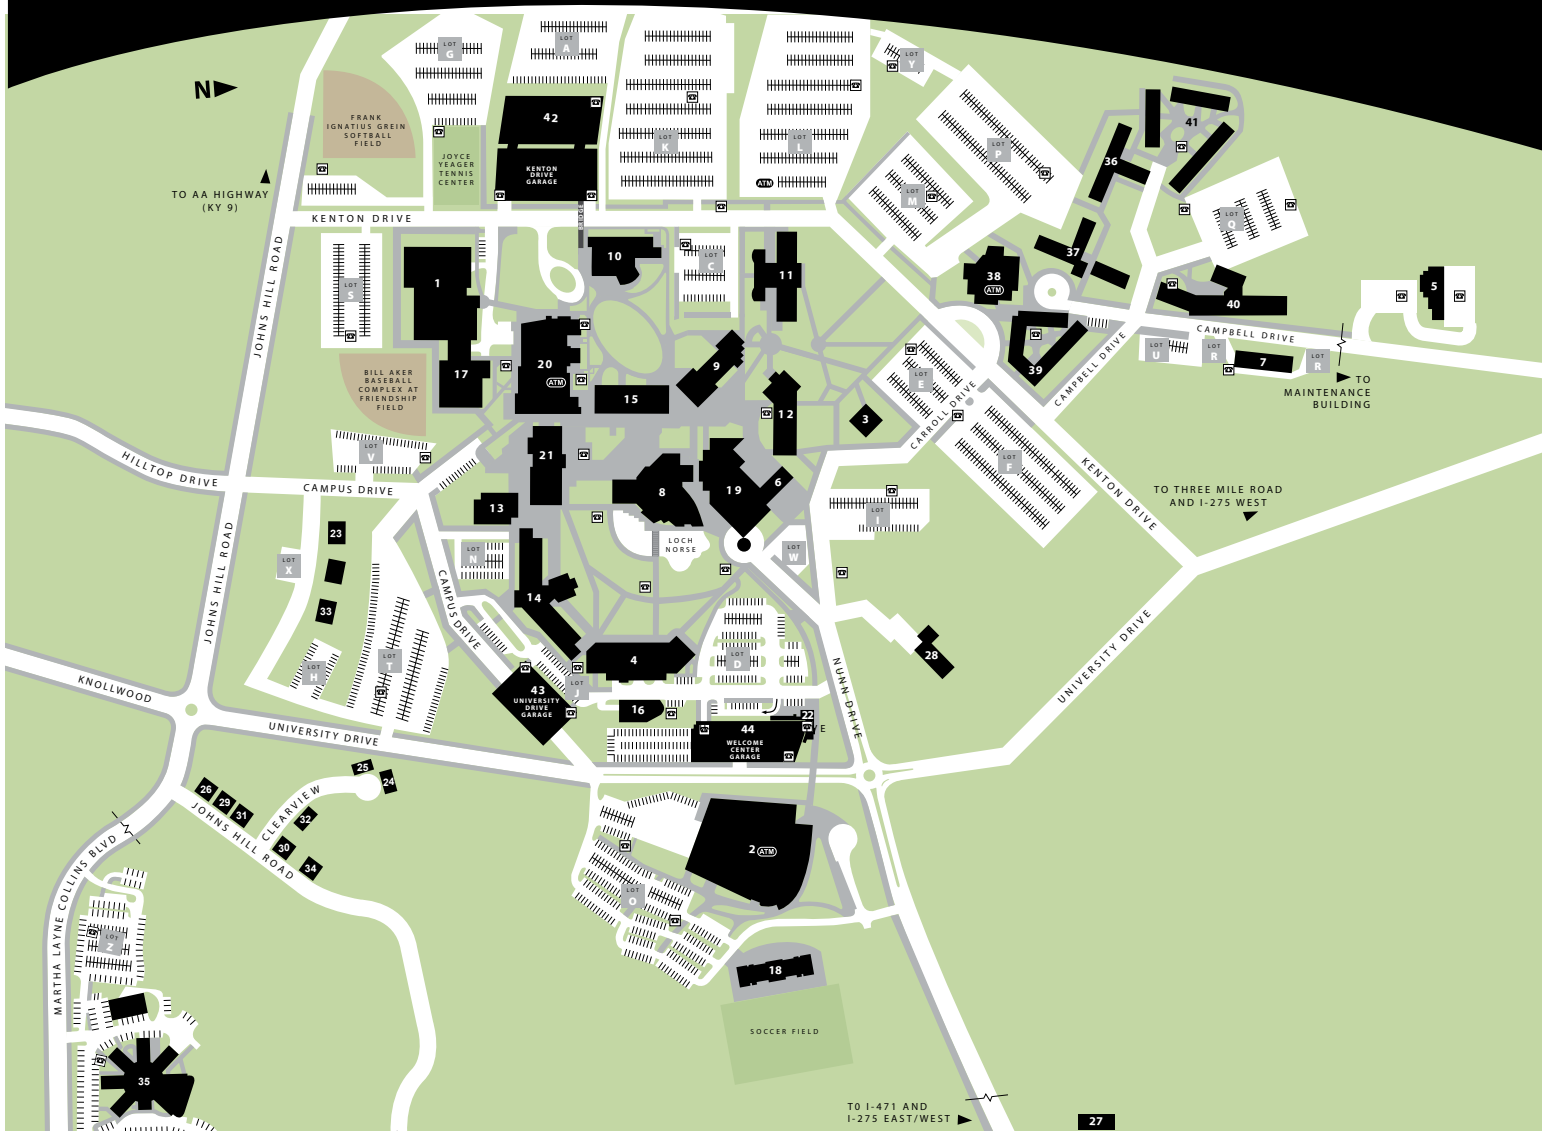 N
LOT
G
LOT
A
LOT
Y
FRANK
IGNATIUS GREIN
SOFTBALL
FIELD
42
JOYCE
YEAGER
TENNIS
CENTER
KENTON
DRIVE
GARAGE
LOT
K
LOT
L
LOT
P
41
36
TO AA HIGHWAY
(KY 9)
ATM
LOT
M
LOT
Q
KENTON DRIVE
BRIDGE
37
JOHNS HILL ROAD
LOT
S
1
10
LOT
C
11
38
ATM
40
5
CAMPBELL DRIVE
LOT
U
LOT
R
7
LOT
R
TO
MAINTENANCE
BUILDING
39
CAMPBELL DRIVE
BILL AKER
BASEBALL
COMPLEX AT
FRIENDSHIP
FIELD
17
20
ATM
15
9
12
3
LOT
E
CARROLL DRIVE
LOT
F
KENTON DRIVE
TO THREE MILE ROAD
AND I-275 WEST
LOT
V
HILLTOP DRIVE
CAMPUS DRIVE
21
8
19
6
13
LOT
I
23
LOT
X
LOT
N
LOCH
NORSE
LOT
W
JOHNS HILL ROAD
33
CAMPUS DRIVE
14
LOT
H
LOT
T
4
LOT
D
28
NUNN DRIVE
UNIVERSITY DRIVE
KNOLLWOOD
43
UNIVERSITY
DRIVE
GARAGE
LOT
J
16
22
YE
44
WELCOME
CENTER
GARAGE
UNIVERSITY DRIVE
25
24
26
29
31
CLEARVIEW
32
30
34
JOHNS HILL ROAD
2
ATM
LOT
O
MARTHA LAYNE COLLINS BLVD
LOT
Z
18
SOCCER FIELD
35
TO I-471 AND
I-275 EAST/WEST
27